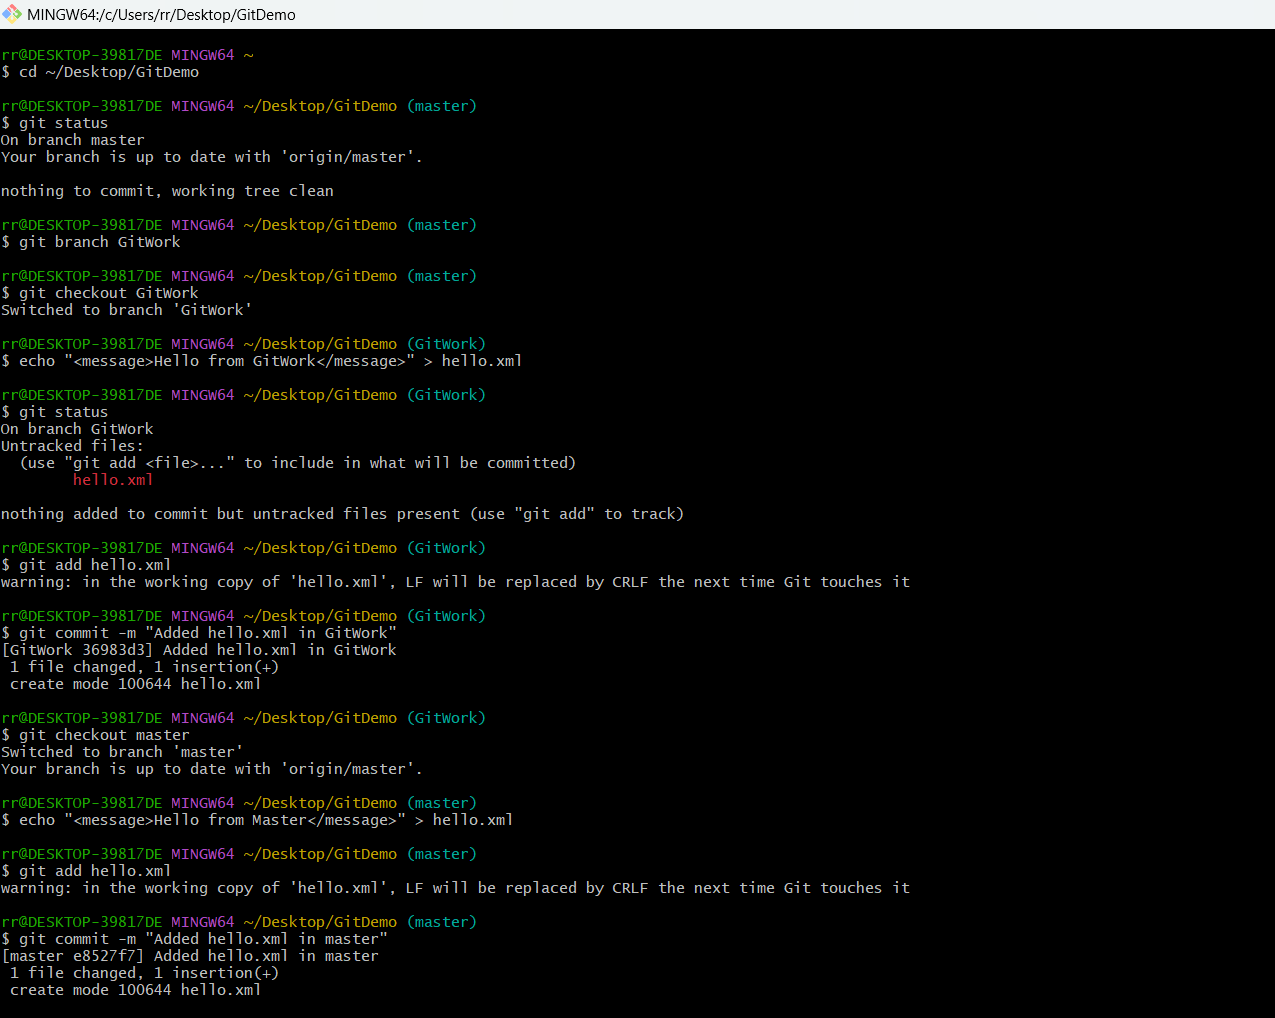 MINGW64:/c/Users/rr/Desktop/GitDemo
rr@DESKTOP-39817DE MINGW64 ~
$ cd ~/Desktop/GitDemo
rr@DESKTOP-39817DE MINGW64 ~/Desktop/GitDemo (master)
$ git status
On branch master
Your branch is up to date with 'origin/master'.
nothing to commit, working tree clean
rr@DESKTOP-39817DE MINGW64 ~/Desktop/GitDemo (master)
$ git branch GitWork
rr@DESKTOP-39817DE MINGW64 ~/Desktop/GitDemo (master)
$ git checkout GitWork
Switched to branch 'GitWork'
rr@DESKTOP-39817DE MINGW64 ~/Desktop/GitDemo (GitWork)
$ echo "<message>Hello from GitWork</message>" > hello.xml
rr@DESKTOP-39817DE MINGW64 ~/Desktop/GitDemo (GitWork)
$ git status
On branch GitWork
Untracked files:
  (use "git add <file>..." to include in what will be committed)
        hello.xml
nothing added to commit but untracked files present (use "git add" to track)
rr@DESKTOP-39817DE MINGW64 ~/Desktop/GitDemo (GitWork)
$ git add hello.xml
warning: in the working copy of 'hello.xml', LF will be replaced by CRLF the next time Git touches it
rr@DESKTOP-39817DE MINGW64 ~/Desktop/GitDemo (GitWork)
$ git commit -m "Added hello.xml in GitWork"
[GitWork 36983d3] Added hello.xml in GitWork
 1 file changed, 1 insertion(+)
 create mode 100644 hello.xml
rr@DESKTOP-39817DE MINGW64 ~/Desktop/GitDemo (GitWork)
$ git checkout master
Switched to branch 'master'
Your branch is up to date with 'origin/master'.
rr@DESKTOP-39817DE MINGW64 ~/Desktop/GitDemo (master)
$ echo "<message>Hello from Master</message>" > hello.xml
rr@DESKTOP-39817DE MINGW64 ~/Desktop/GitDemo (master)
$ git add hello.xml
warning: in the working copy of 'hello.xml', LF will be replaced by CRLF the next time Git touches it
rr@DESKTOP-39817DE MINGW64 ~/Desktop/GitDemo (master)
$ git commit -m "Added hello.xml in master"
[master e8527f7] Added hello.xml in master
 1 file changed, 1 insertion(+)
 create mode 100644 hello.xml